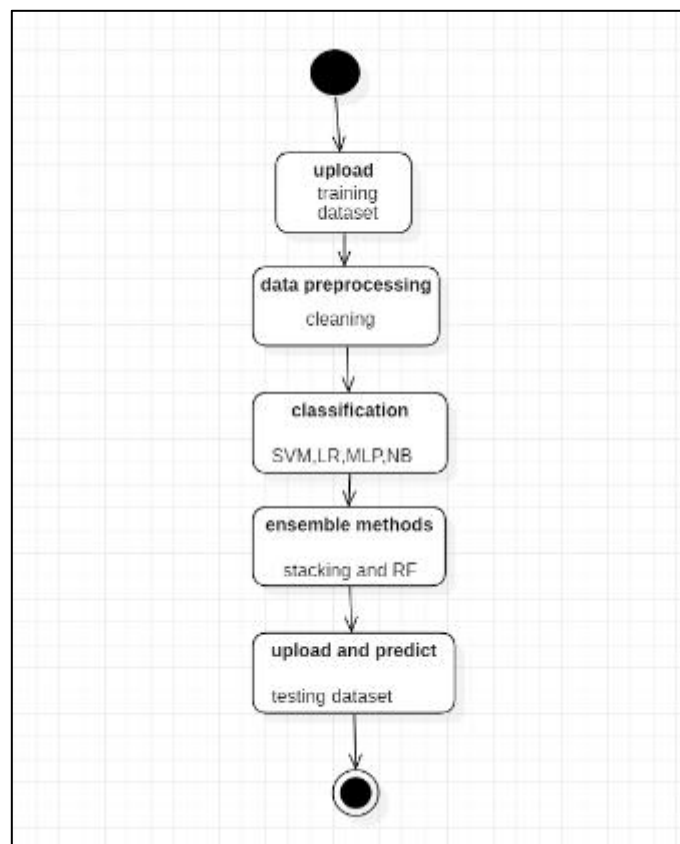 upload
training
dataset
data preprocessing
cleaning
classification
SVM,LR,MLP,NB
ensemble methods
stacking and RF
upload and predict
testing dataset